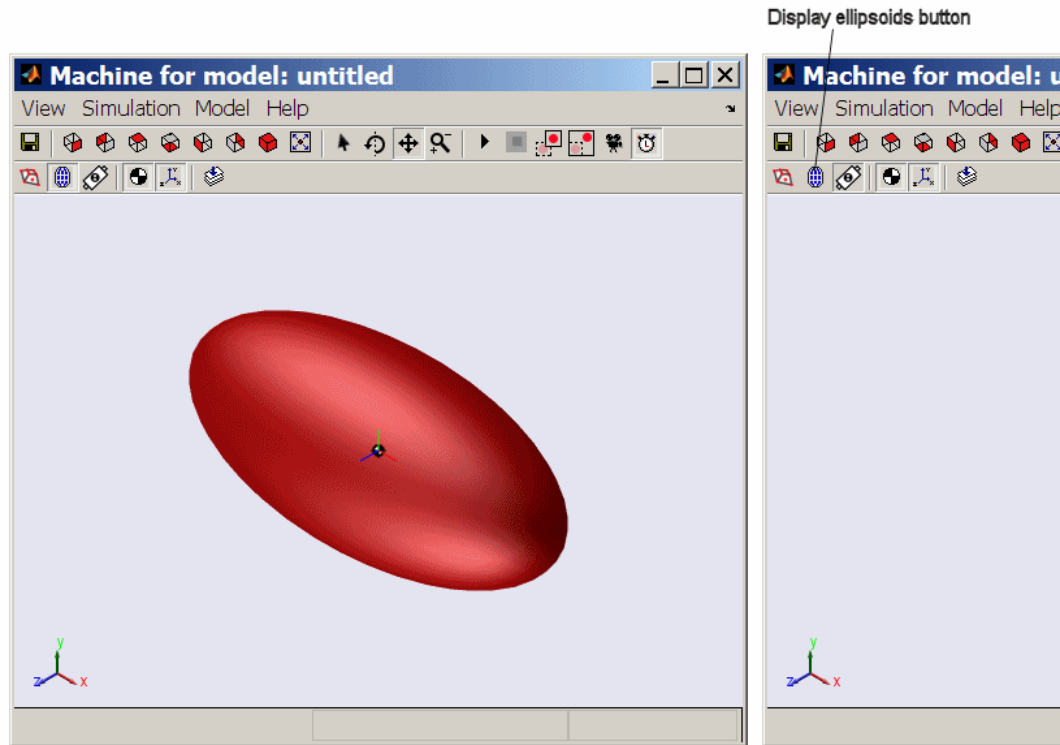 Display ellipsoids button
Machine for model: untitled
View Simulation Model Help
y
z
x
Machine for model: u
View Simulation Model Help
y
z
x